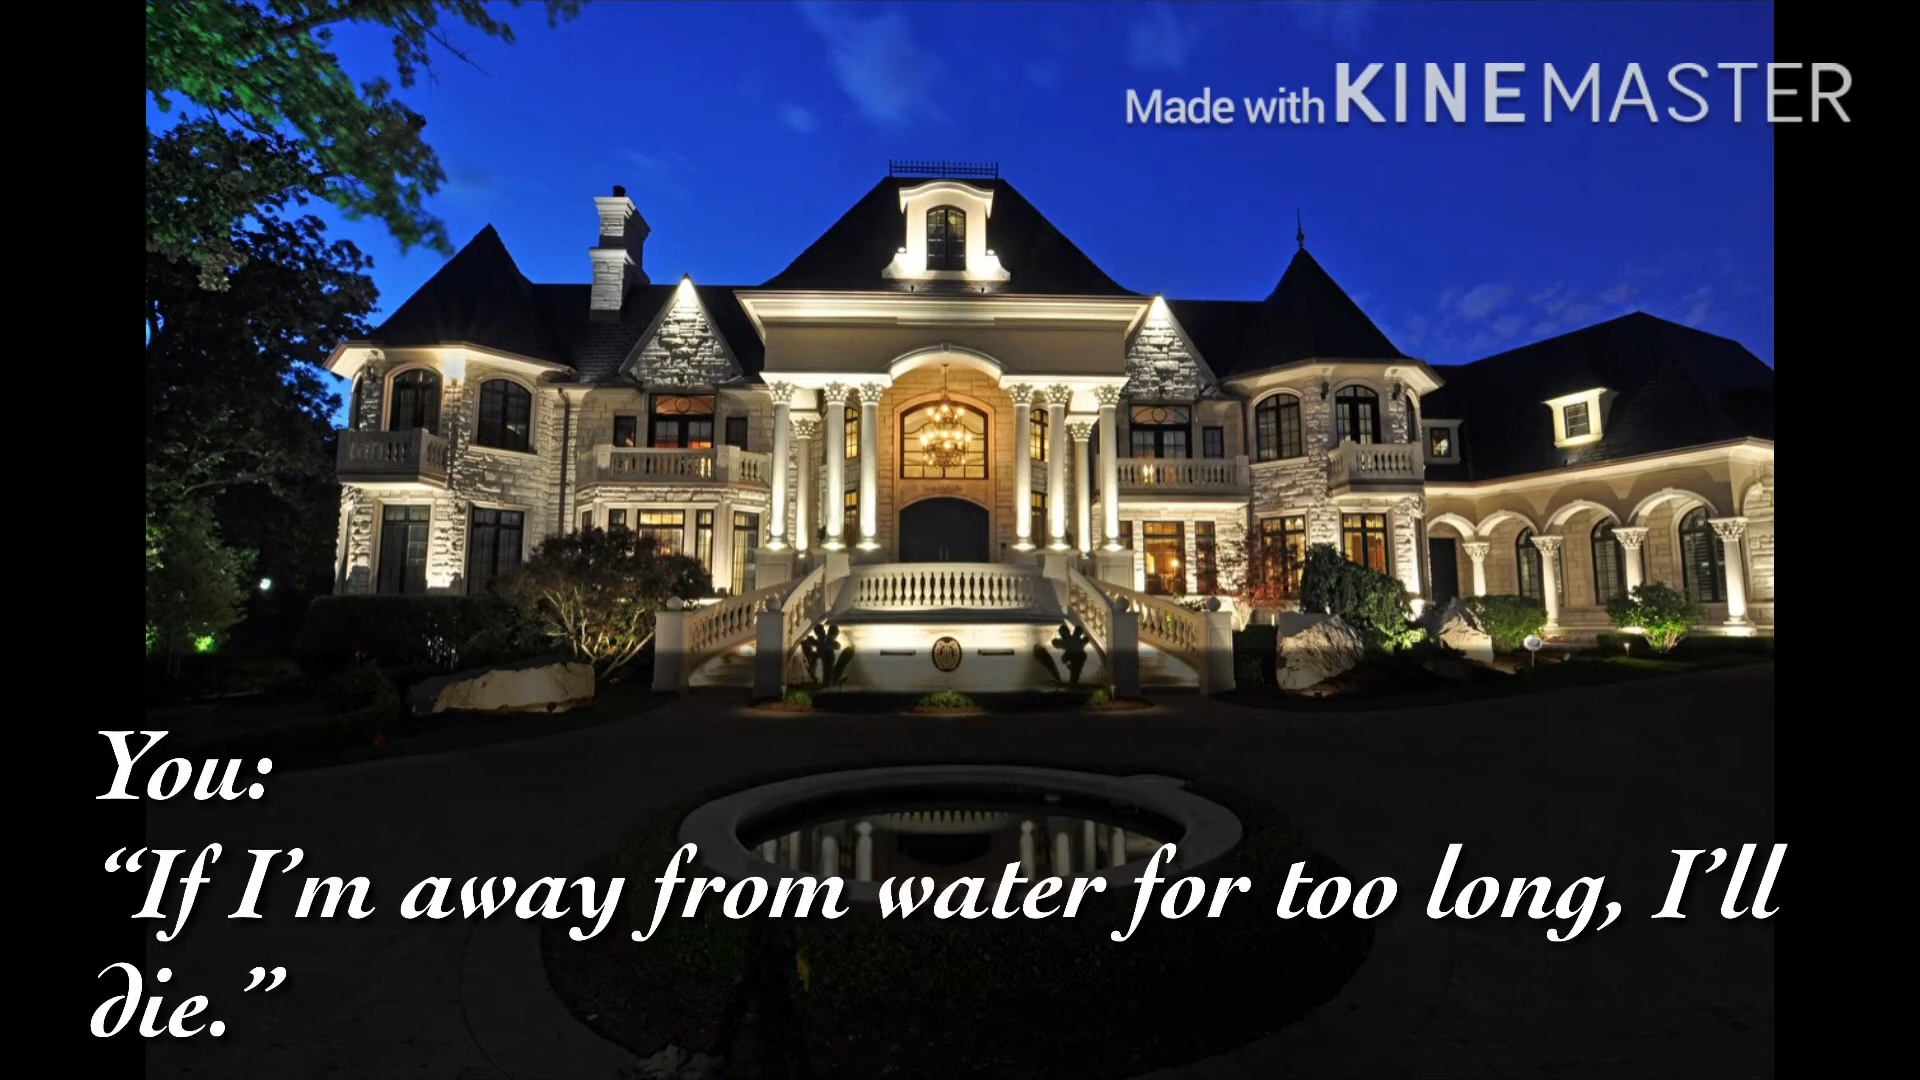 Made with KINEMASTER
You:
“If I’m away from water for too long, I’ll
die.”